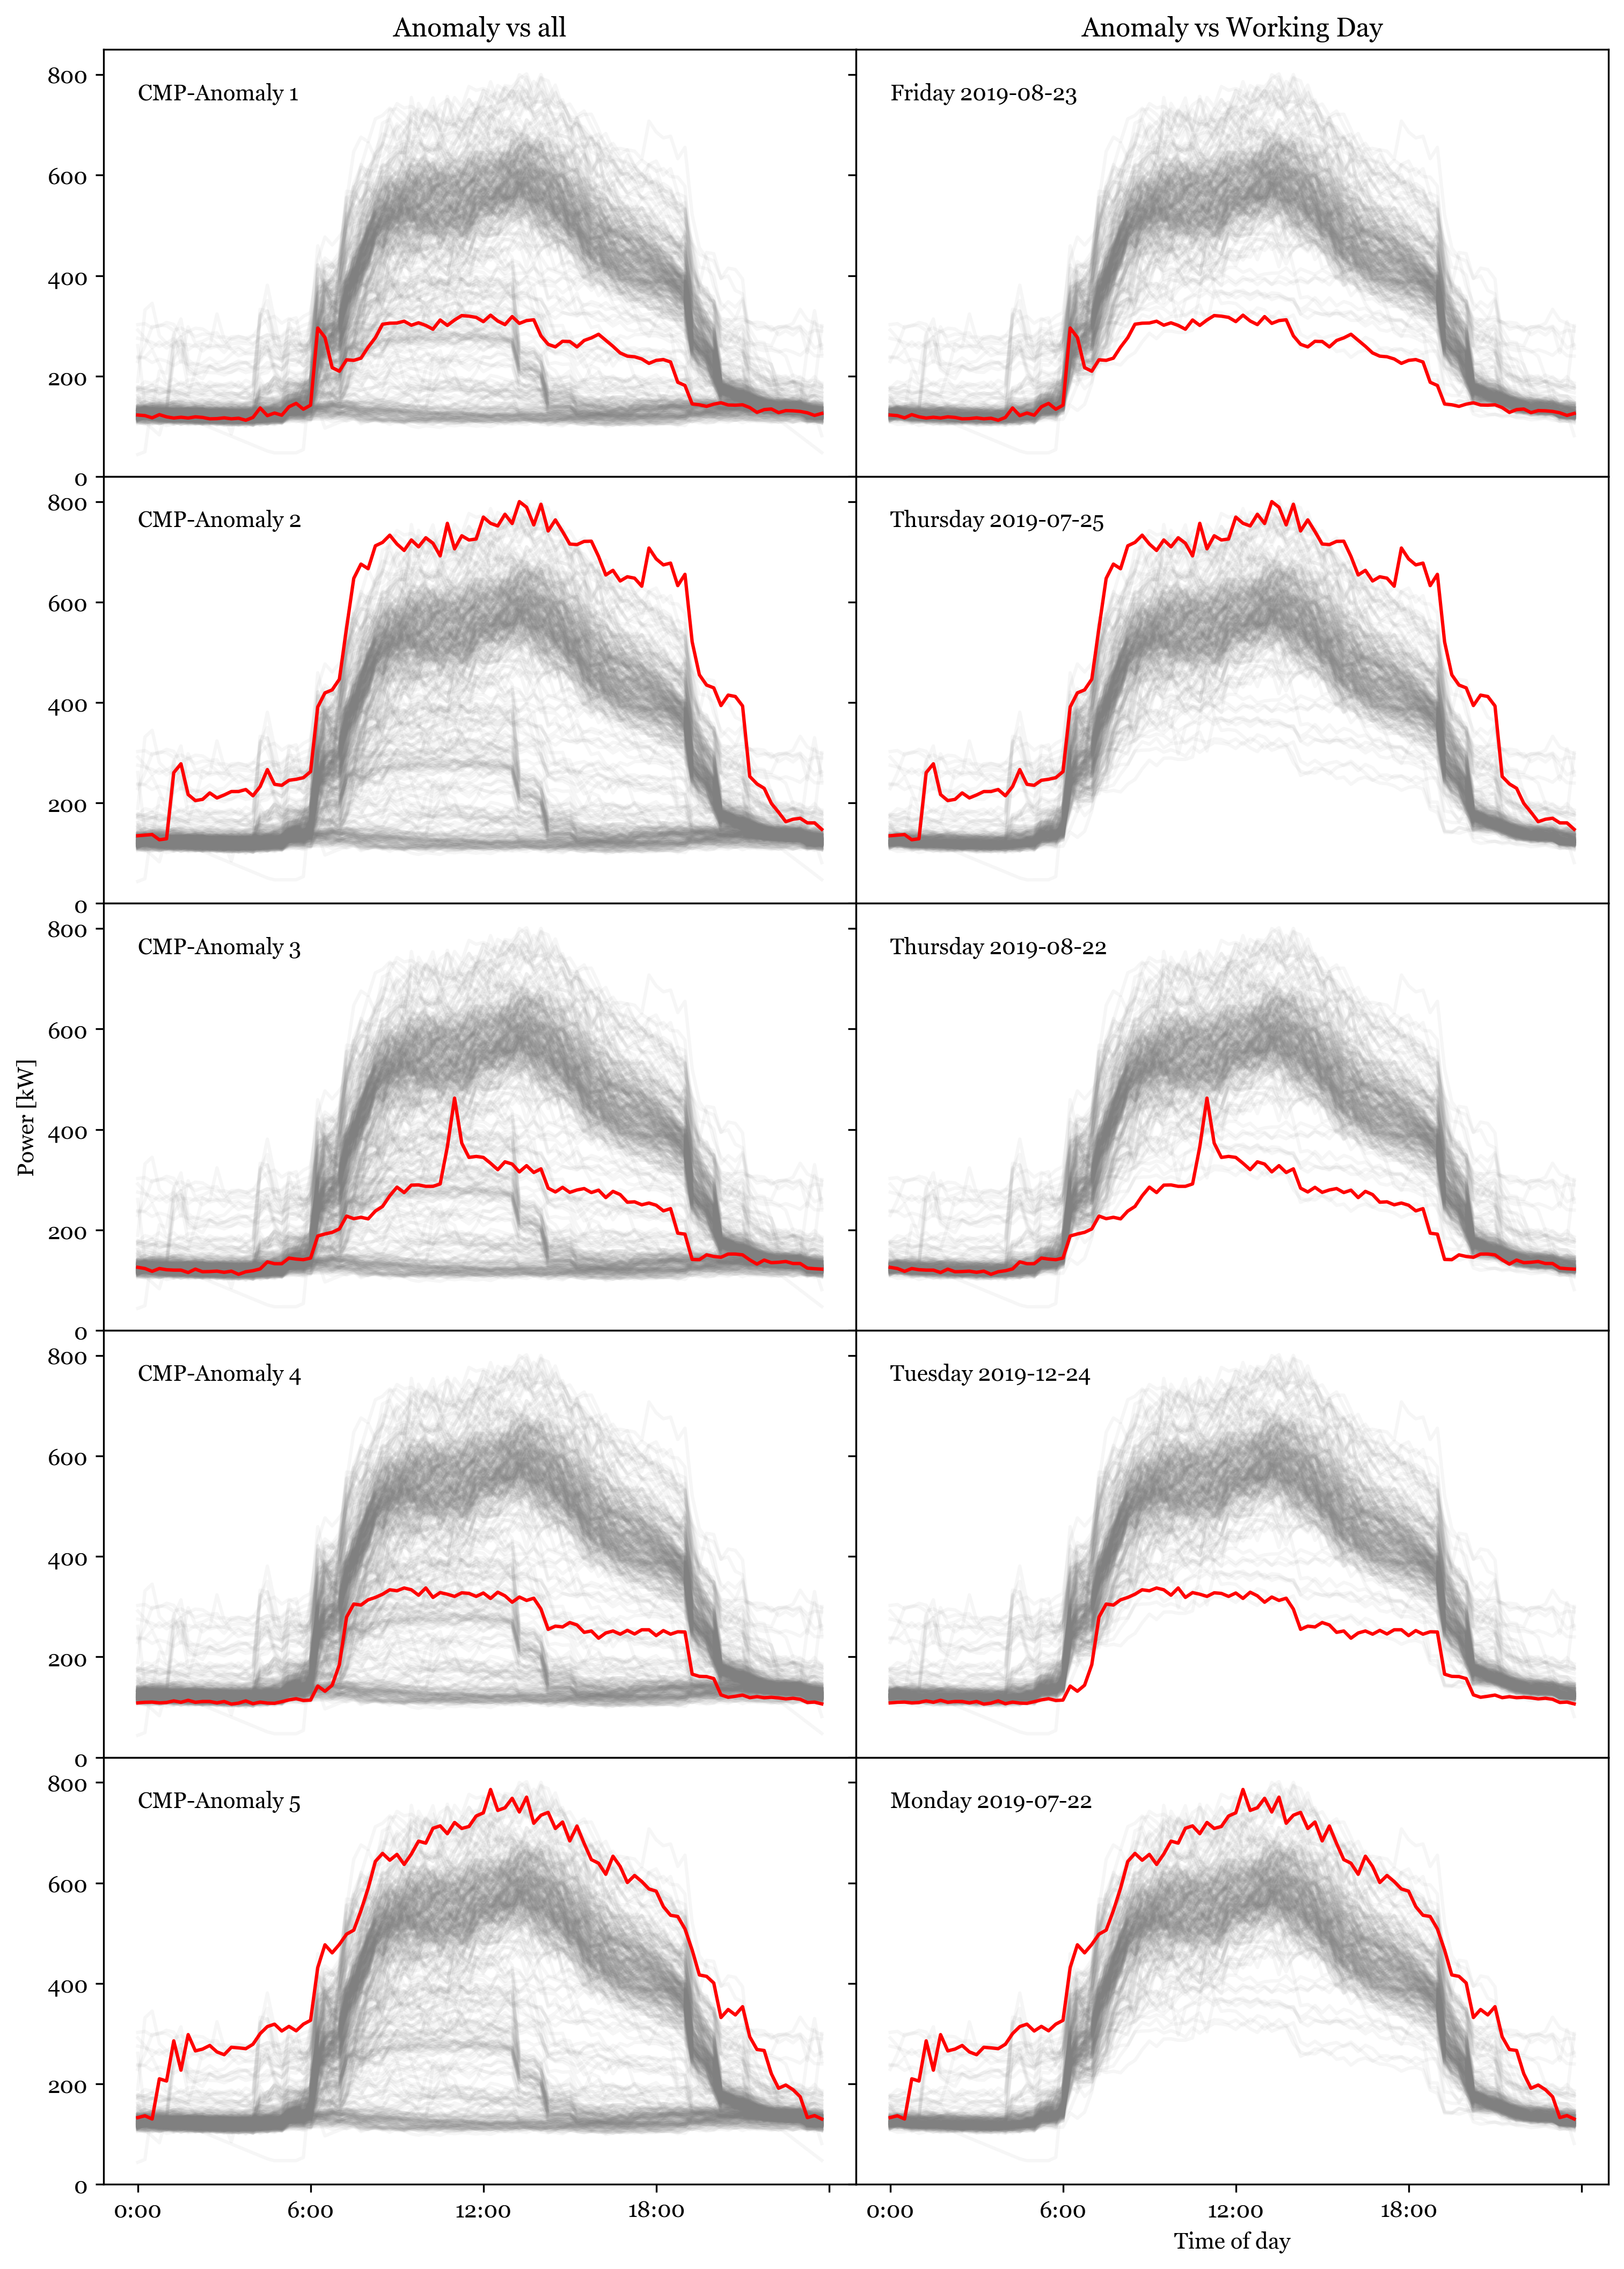 Anomaly vs all
Anomaly vs Working Day
800
CMP-Anomaly 1
Friday 2019-08-23
600
400
200
0
800
CMP-Anomaly 2
Thursday 2019-07-25
600
400
200
0
800
CMP-Anomaly 3
Thursday 2019-08-22
600
Power [kW]
400
200
0
800
CMP-Anomaly 4
Tuesday 2019-12-24
600
400
200
0
800
CMP-Anomaly 5
Monday 2019-07-22
600
400
200
0
0:00 6:00 12:00 18:00
0:00 6:00 12:00 18:00
Time of day